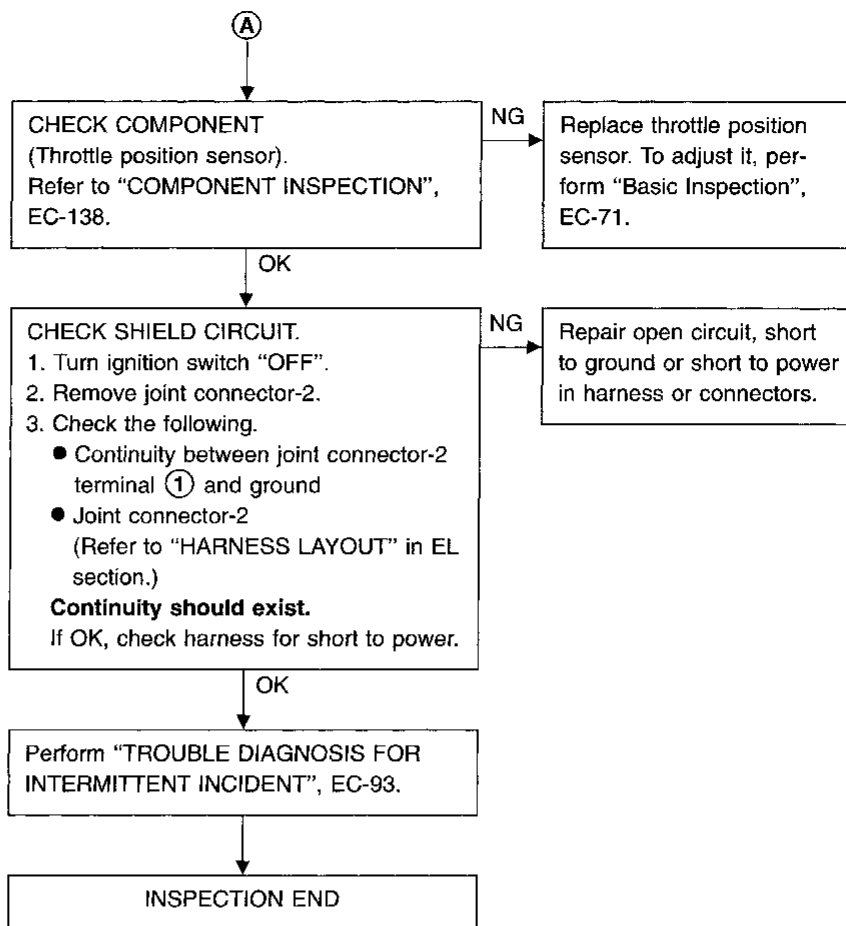 A
CHECK COMPONENT
(Throttle position sensor).
Refer to “COMPONENT INSPECTION”,
EC-138.
NG
Replace throttle position
sensor. To adjust it, per-
form “Basic Inspection”,
EC-71.
OK
CHECK SHIELD CIRCUIT.
1. Turn ignition switch “OFF”.
2. Remove joint connector-2.
3. Check the following.
● Continuity between joint connector-2
terminal ① and ground
● Joint connector-2
(Refer to “HARNESS LAYOUT” in EL
section.)
Continuity should exist.
If OK, check harness for short to power.
NG
Repair open circuit, short
to ground or short to power
in harness or connectors.
OK
Perform “TROUBLE DIAGNOSIS FOR
INTERMITTENT INCIDENT”, EC-93.
INSPECTION END